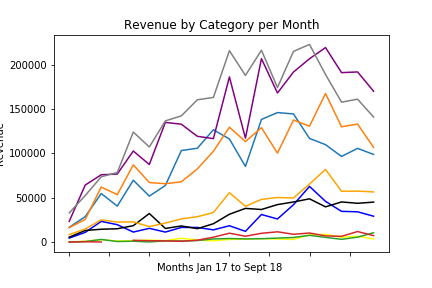 Revenue by Category per Month
200000
150000
100000
50000
0
Revenue
Months Jan 17 to Sept 18